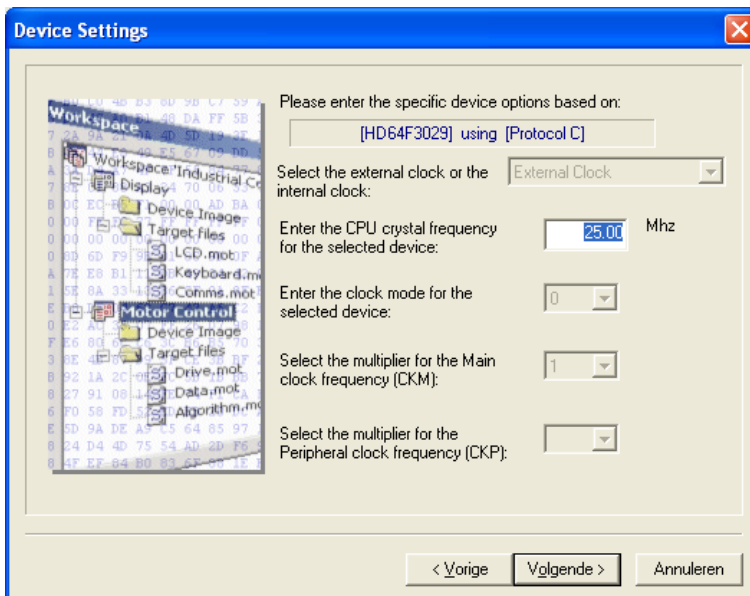 Device Settings
Please enter the specific device options based on:
[HD64F3029] using [Protocol C]
Select the external clock or the
internal clock:
External Clock
Enter the CPU crystal frequency
for the selected device:
25.00
Mhz
Enter the clock mode for the
selected device:
0
Select the multiplier for the Main
clock frequency (CKM):
1
Select the multiplier for the
Peripheral clock frequency (CKP):
Workspace
Workspace "Industrial Co
Display
Device Image
Target files
LCD.mot
Keyboard.m
Comms.mot
Motor Control
Device Image
Target files
Drive.mot
Data.mot
Algorithm.mo
< Vorige
Volgende >
Annuleren